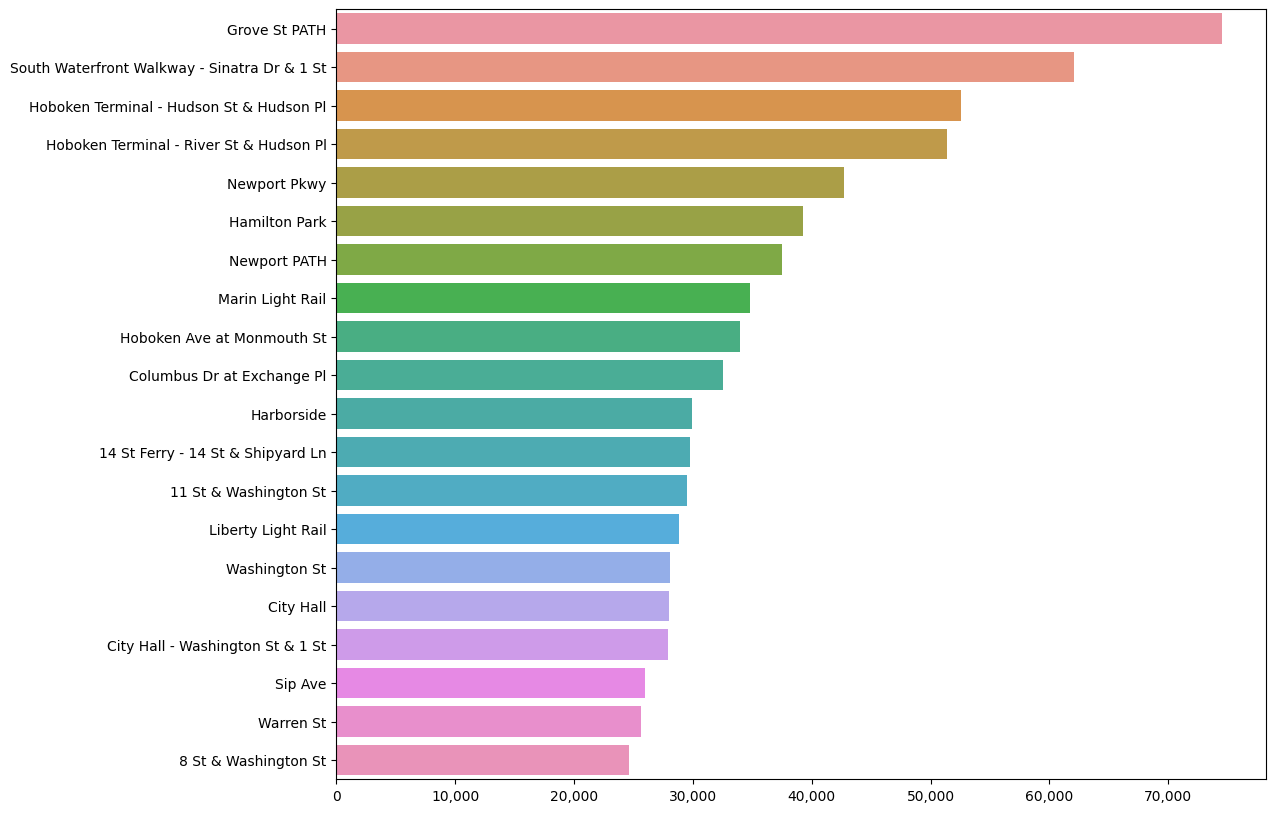 Grove St PATH
South Waterfront Walkway - Sinatra Dr & 1 St
Hoboken Terminal - Hudson St & Hudson Pl
Hoboken Terminal - River St & Hudson Pl
Newport Pkwy
Hamilton Park
Newport PATH
Marin Light Rail
Hoboken Ave at Monmouth St
Columbus Dr at Exchange Pl
Harborside
14 St Ferry - 14 St & Shipyard Ln
11 St & Washington St
Liberty Light Rail
Washington St
City Hall
City Hall - Washington St & 1 St
Sip Ave
Warren St
8 St & Washington St
0 10,000 20,000 30,000 40,000 50,000 60,000 70,000